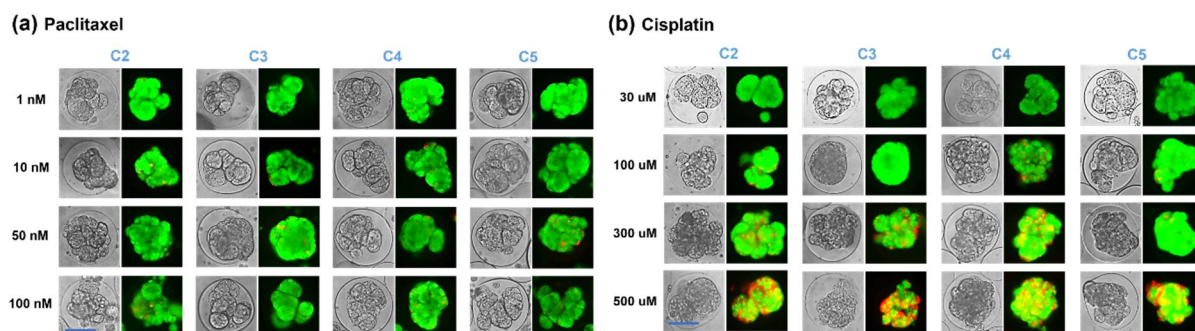 (a) Paclitaxel
C2 C3 C4 C5
1 nM
10 nM
50 nM
100 nM
(b) Cisplatin
C2 C3 C4 C5
30 uM
100 uM
300 uM
500 uM